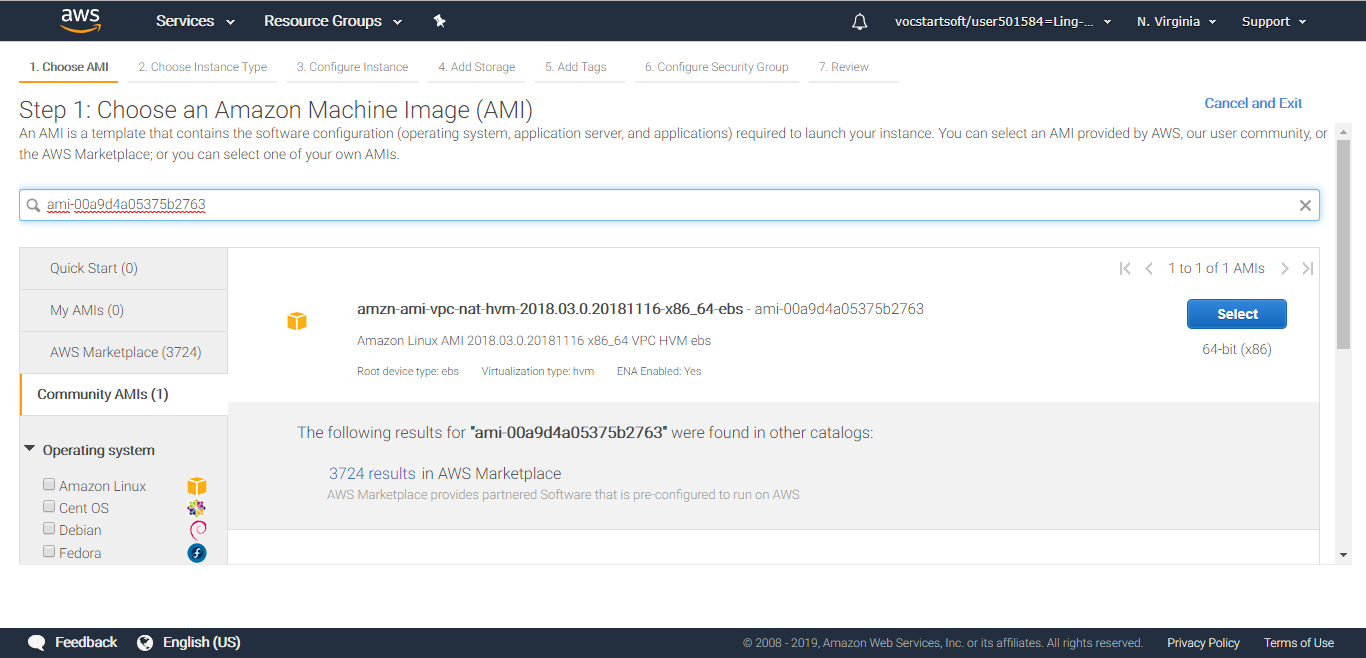 aws
Services
Resource Groups
vocstartsoft/user501584=Ling-...
N. Virginia
Support
1. Choose AMI
2. Choose Instance Type
3. Configure Instance
4. Add Storage
5. Add Tags
6. Configure Security Group
7. Review
Step 1: Choose an Amazon Machine Image (AMI)
Cancel and Exit
An AMI is a template that contains the software configuration (operating system, application server, and applications) required to launch your instance. You can select an AMI provided by AWS, our user community, or
the AWS Marketplace; or you can select one of your own AMIs.
ami-00a9d4a05375b2763
Quick Start (0)
My AMIs (0)
AWS Marketplace (3724)
Community AMIs (1)
Operating system
Amazon Linux
Cent OS
Debian
Fedora
1 to 1 of 1 AMIs
amzn-ami-vpc-nat-hvm-2018.03.0.20181116-x86_64-ebs - ami-00a9d4a05375b2763
Select
Amazon Linux AMI 2018.03.0.20181116 x86_64 VPC HVM ebs
64-bit (x86)
Root device type: ebs
Virtualization type: hvm
ENA Enabled: Yes
The following results for "ami-00a9d4a05375b2763" were found in other catalogs:
3724 results in AWS Marketplace
AWS Marketplace provides partnered Software that is pre-configured to run on AWS
Feedback
English (US)
© 2008 - 2019, Amazon Web Services, Inc. or its affiliates. All rights reserved.
Privacy Policy
Terms of Use